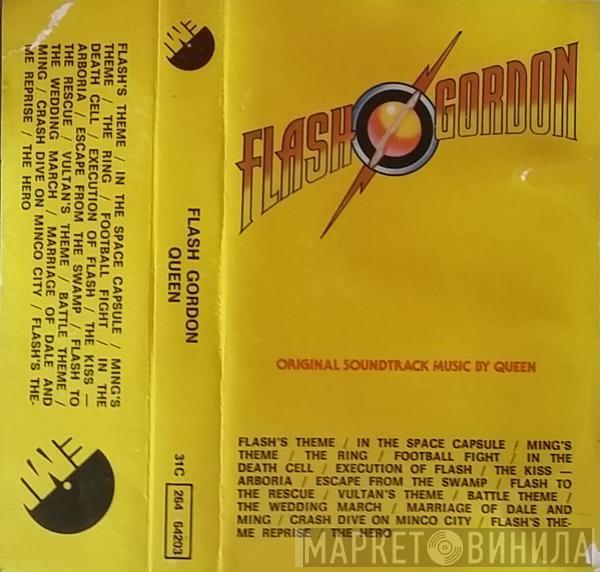 FLASH'S THEME / IN THE SPACE CAPSULE / MING'S
THEME / THE RING / FOOTBALL FIGHT / IN THE
DEATH CELL / EXECUTION OF FLASH / THE KISS —
ARBORIA / ESCAPE FROM THE SWAMP / FLASH TO
THE RESCUE / VULTAN'S THEME / BATTLE THEME /
THE WEDDING MARCH / MARRIAGE OF DALE AND
MING / CRASH DIVE ON MINCO CITY / FLASH'S THE-
ME REPRISE / THE HERO
EMI
EMI
FLASH GORDON
QUEEN
31C 264 64203
FLASH GORDON
ORIGINAL SOUNDTRACK MUSIC BY QUEEN
FLASH'S THEME / IN THE SPACE CAPSULE / MING'S
THEME / THE RING / FOOTBALL FIGHT / IN THE
DEATH CELL / EXECUTION OF FLASH / THE KISS —
ARBORIA / ESCAPE FROM THE SWAMP / FLASH TO
THE RESCUE / VULTAN'S THEME / BATTLE THEME /
THE WEDDING MARCH / MARRIAGE OF DALE AND
MING / CRASH DIVE ON MINCO CITY / FLASH'S THE-
ME REPRISE / THE HERO
МАРКЕТ ВИНИЛА